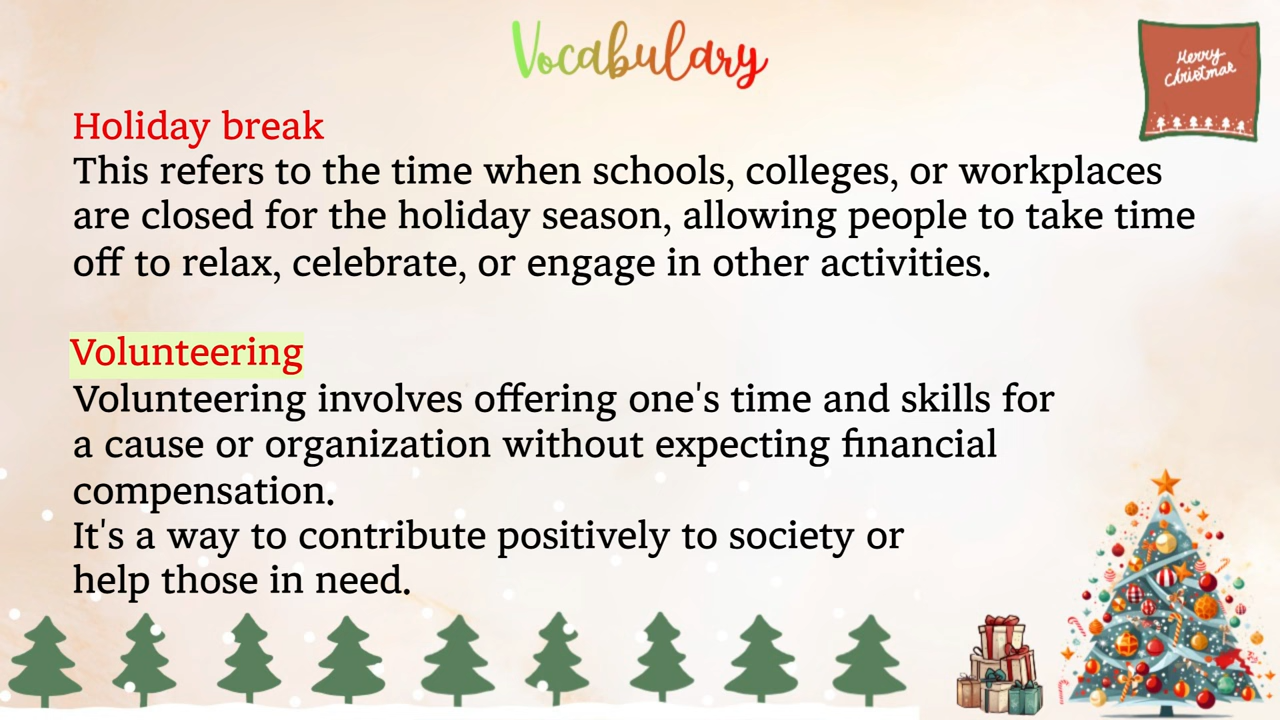 Vocabulary
Merry
Christmas
Holiday break
This refers to the time when schools, colleges, or workplaces
are closed for the holiday season, allowing people to take time
off to relax, celebrate, or engage in other activities.
Volunteering
Volunteering involves offering one's time and skills for
a cause or organization without expecting financial
compensation.
It's a way to contribute positively to society or
help those in need.